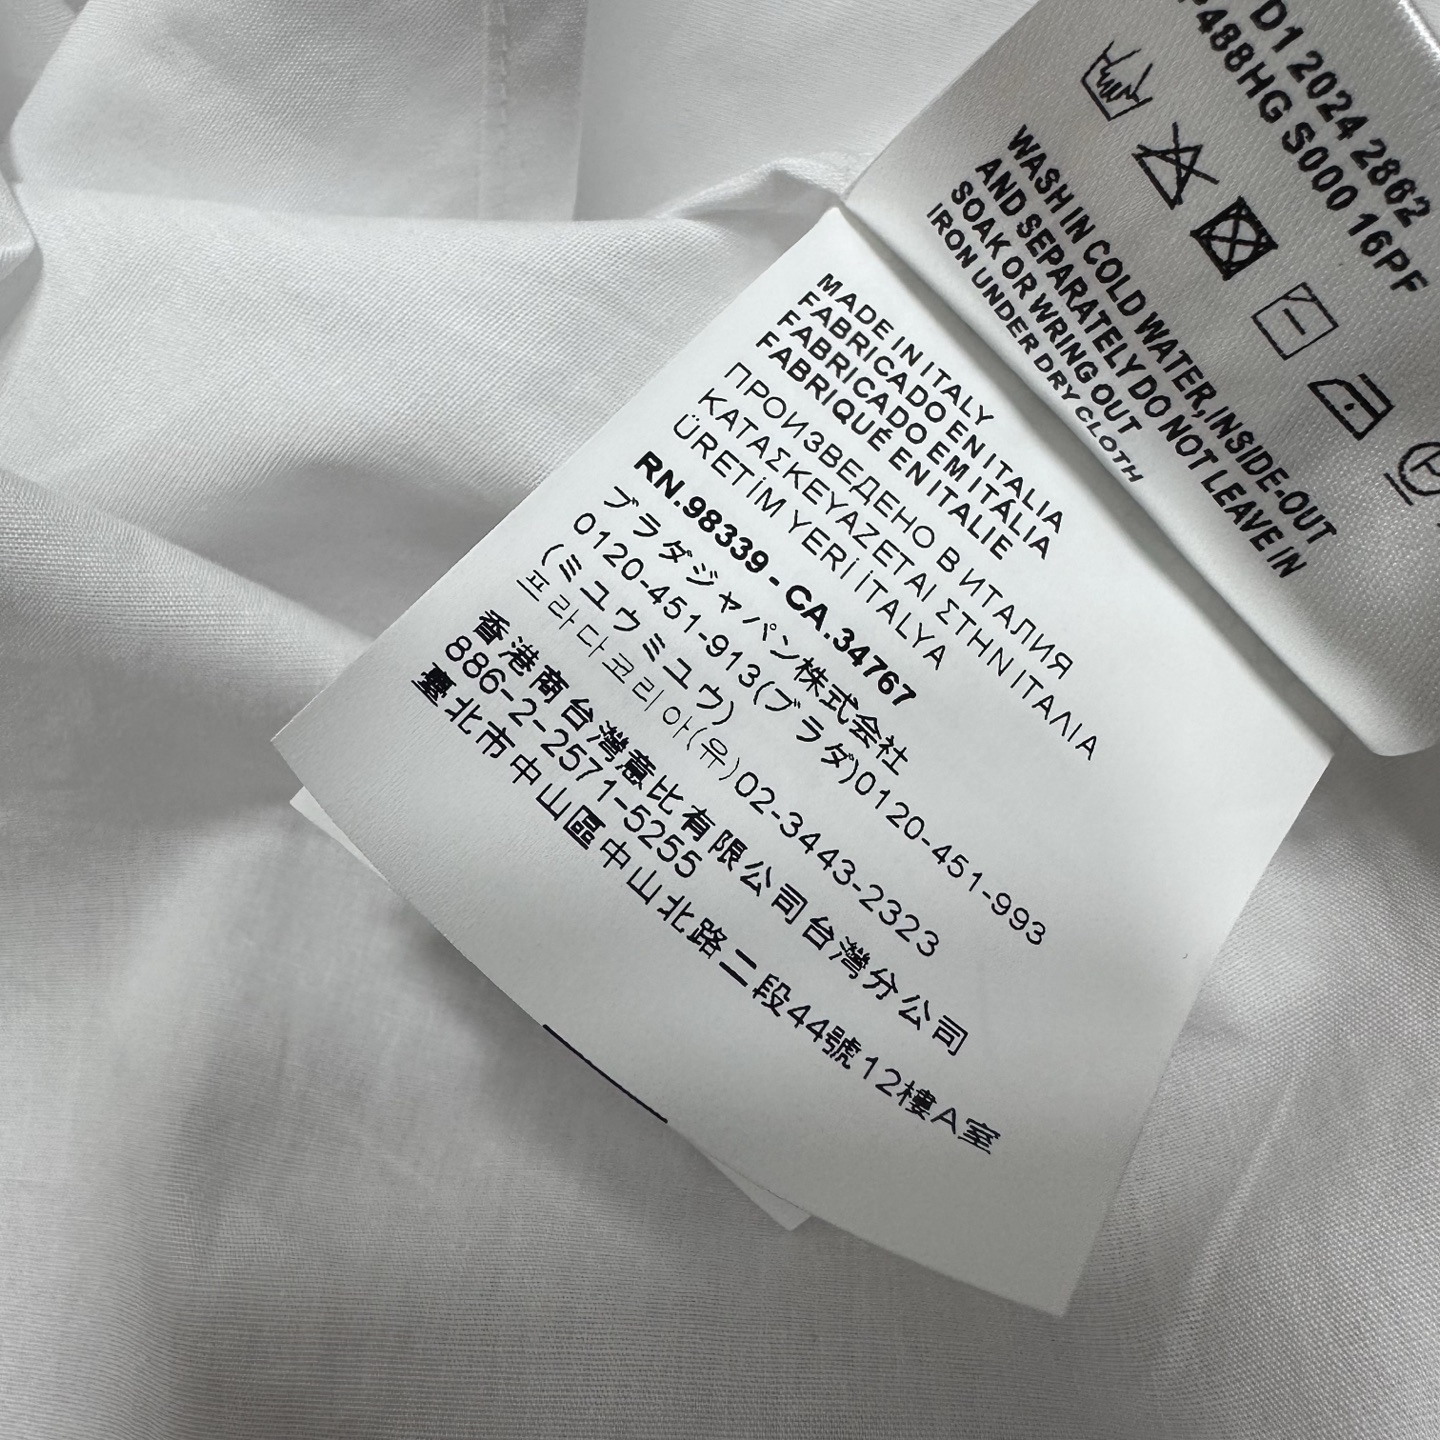 D1 2024 2862
P488HG S000 16PF
WASH IN COLD WATER, INSIDE-OUT
AND SEPARATELY DO NOT LEAVE IN
SOAK OR WRING OUT
IRON UNDER DRY CLOTH
MADE IN ITALY
FABRICADO EN ITALIA
FABRICADO EM ITÁLIA
FABRIQUÉ EN ITALIE
ПРОИЗВЕДЕНО В ИТАЛИЯ
ΚΑΤΑΣΚΕΥΑΖΕΤΑΙ ΣΤΗΝ ΙΤΑΛΙΑ
ÜRETİM YERİ İTALYA
RN.98339 - CA.34767
プラダジャパン株式会社
0120-451-913(プラダ)0120-451-993
(ミュウミュウ)
프라다코리아(유)02-3443-2323
香港商台灣意比有限公司台灣分公司
886-2-2571-5255
臺北市中山區中山北路二段44號12樓A室